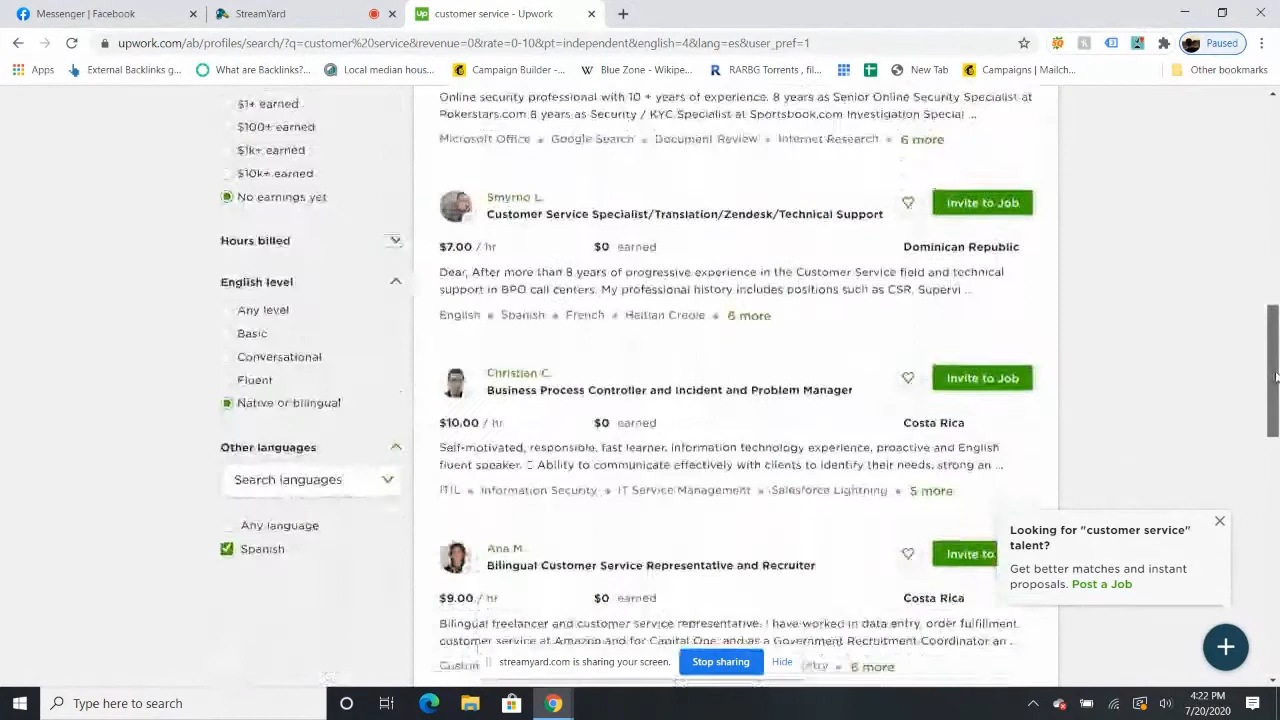 Messenger | Facebook
StreamYard
customer service - Upwork
upwork.com/ab/profiles/search/?q=customer%20service&revenue=0&rate=0-10&pt=independent&english=4&lang=es&user_pref=1
Paused
Apps
External Backlinks g...
What are Backlinks?...
Local median hous...
Campaign Builder -...
Blue Zone - Wikipe...
RARBG Torrents , fil...
New Tab
Campaigns | Mailch...
Other bookmarks
$1+ earned
$100+ earned
$1k+ earned
$10k+ earned
No earnings yet
Hours billed
English level
Any level
Basic
Conversational
Fluent
Native or bilingual
Other languages
Search languages
Any language
Spanish
Online security professional with 10 + years of experience. 8 years as Senior Online Security Specialist at
Pokerstars.com 8 years as Security / KYC Specialist at Sportsbook.com Investigation Special ...
Microsoft Office Google Search Document Review Internet Research 6 more
Smyrno L.
Customer Service Specialist/Translation/Zendesk/Technical Support
Invite to Job
$7.00 / hr $0 earned Dominican Republic
Dear, After more than 8 years of progressive experience in the Customer Service field and technical
support in BPO call centers. My professional history includes positions such as CSR, Supervi ...
English Spanish French Haitian Creole 6 more
Christian C.
Business Process Controller and Incident and Problem Manager
Invite to Job
$10.00 / hr $0 earned Costa Rica
Self-motivated, responsible, fast learner, information technology experience, proactive and English
fluent speaker. Ability to communicate effectively with clients to identify their needs, strong an ...
ITIL Information Security IT Service Management Salesforce Lightning 5 more
Ana M.
Bilingual Customer Service Representative and Recruiter
Invite to
$9.00 / hr $0 earned Costa Rica
Bilingual freelancer and customer service representative. I have worked in data entry, order fulfillment,
customer service at Amazon and for Capital One, and as a Government Recruitment Coordinator an ...
6 more
Looking for "customer service"
talent?
Get better matches and instant
proposals. Post a Job
streamyard.com is sharing your screen.
Stop sharing
Hide
Type here to search
4:22 PM
7/20/2020